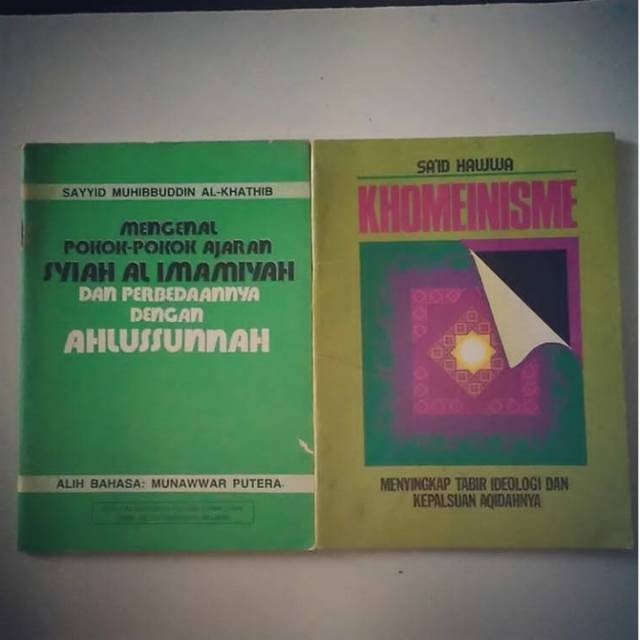 SAYYID MUHIBBUDDIN AL-KHATHIB
MENGENAL
POKOK-POKOK AJARAN
SYIAH AL IMAMIYAH
DAN PERBEDAANNYA
DENGAN
AHLUSSUNNAH
ALIH BAHASA: MUNAWWAR PUTERA
SA'ID HAWWA
KHOMEINISME
MENYINGKAP TABIR IDEOLOGI DAN
KEPALSUAN AQIDAHNYA